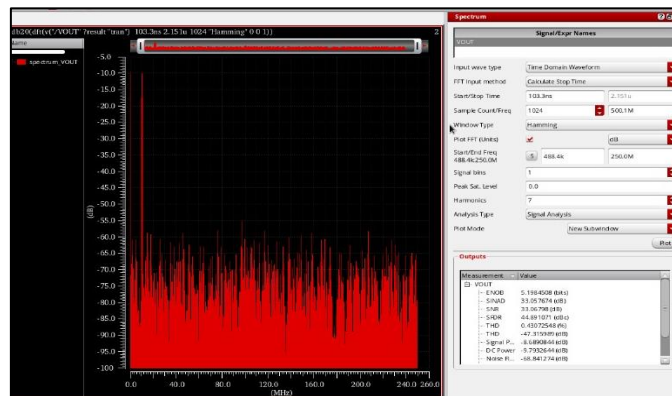 db20(dft(v("/VOUT" ?result "tran") 103.3ns 2.151u 1024 "Hamming" 0 0 1)) 2
Name
spectrum_VOUT
-5.0
-10.0
-15.0
-20.0
-25.0
-30.0
-35.0
-40.0
-45.0
-50.0
-55.0
-60.0
-65.0
-70.0
-75.0
-80.0
-85.0
-90.0
-95.0
-100
(dB)
0.0 40.0 80.0 120.0 160.0 200.0 240.0 260.0
(MHz)
Spectrum
Signal/Expr Names
VOUT
Input wave type Time Domain Waveform
FFT input method Calculate Stop Time
Start/Stop Time 103.3ns 2.151u
Sample Count/Freq 1024 500.1M
Window Type Hamming
Plot FFT (Units) dB
Start/End Freq S 488.4k 250.0M
488.4k:250.0M
Signal bins 1
Peak Sat. Level 0.0
Harmonics 7
Analysis Type Signal Analysis
Plot Mode New Subwindow
Plot
Outputs
Measurement Value
VOUT
ENOB 5.1984508 (bits)
SINAD 33.057674 (dB)
SNR 33.06798 (dB)
SFDR 44.891071 (dBc)
THD 0.43072548 (%)
THD -47.315989 (dB)
Signal P... -8.6890844 (dB)
DC Power -9.7932644 (dB)
Noise Fl... -68.841274 (dB)